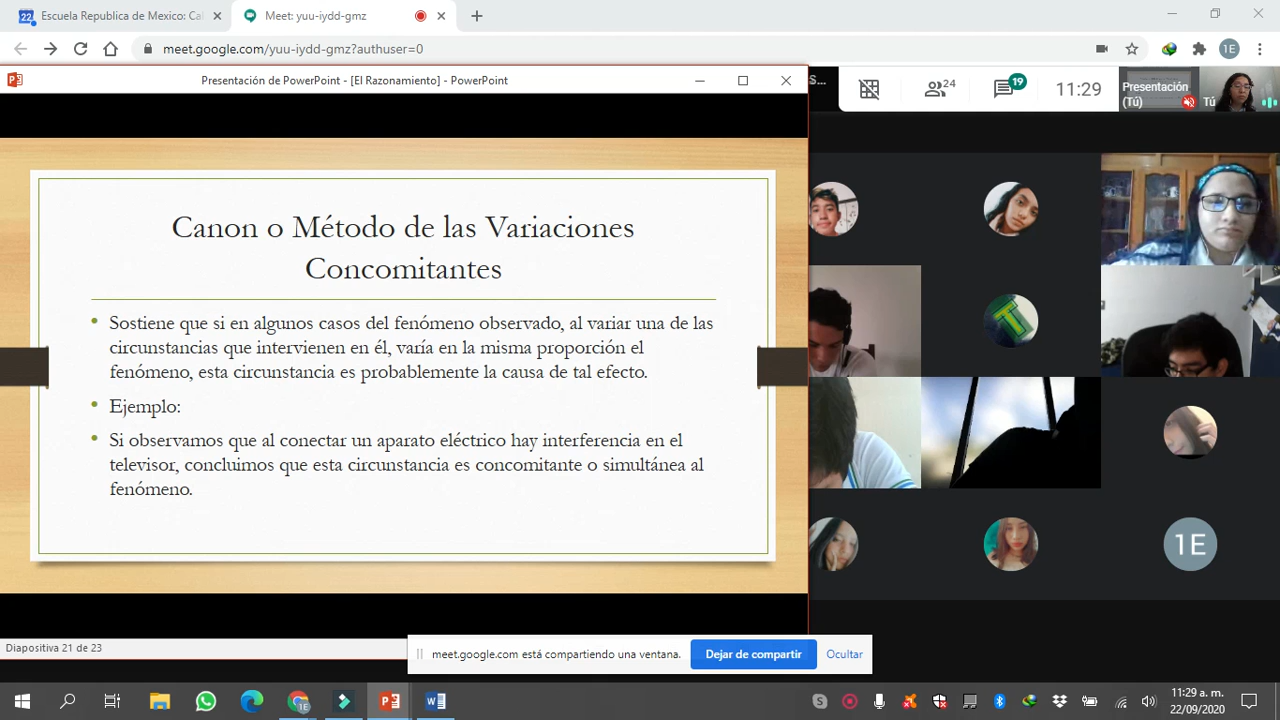 Escuela Republica de Mexico: Cal
Meet: yuu-iydd-gmz
meet.google.com/yuu-iydd-gmz?authuser=0
1E
Presentación de PowerPoint - [El Razonamiento] - PowerPoint
S...
24
19
11:29
Presentación
(Tú)
Tú
Canon o Método de las Variaciones
Concomitantes
• Sostiene que si en algunos casos del fenómeno observado, al variar una de las
circunstancias que intervienen en él, varía en la misma proporción el
fenómeno, esta circunstancia es probablemente la causa de tal efecto.
• Ejemplo:
• Si observamos que al conectar un aparato eléctrico hay interferencia en el
televisor, concluimos que esta circunstancia es concomitante o simultánea al
fenómeno.
T
1E
Diapositiva 21 de 23
meet.google.com está compartiendo una ventana.
Dejar de compartir
Ocultar
11:29 a. m.
22/09/2020